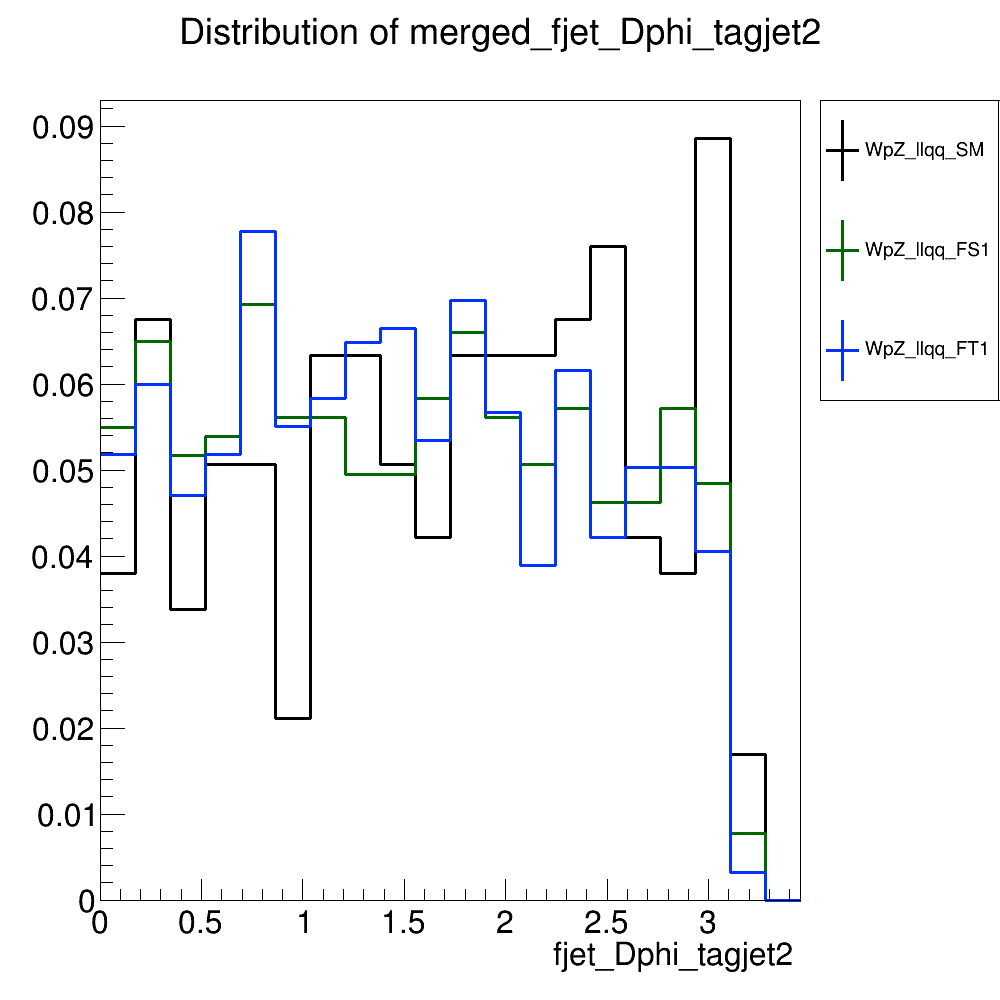 Distribution of merged_fjet_Dphi_tagjet2
0.09
0.08
0.07
0.06
0.05
0.04
0.03
0.02
0.01
0
0 0.5 1 1.5 2 2.5 3
fjet_Dphi_tagjet2
WpZ_llqq_SM
WpZ_llqq_FS1
WpZ_llqq_FT1